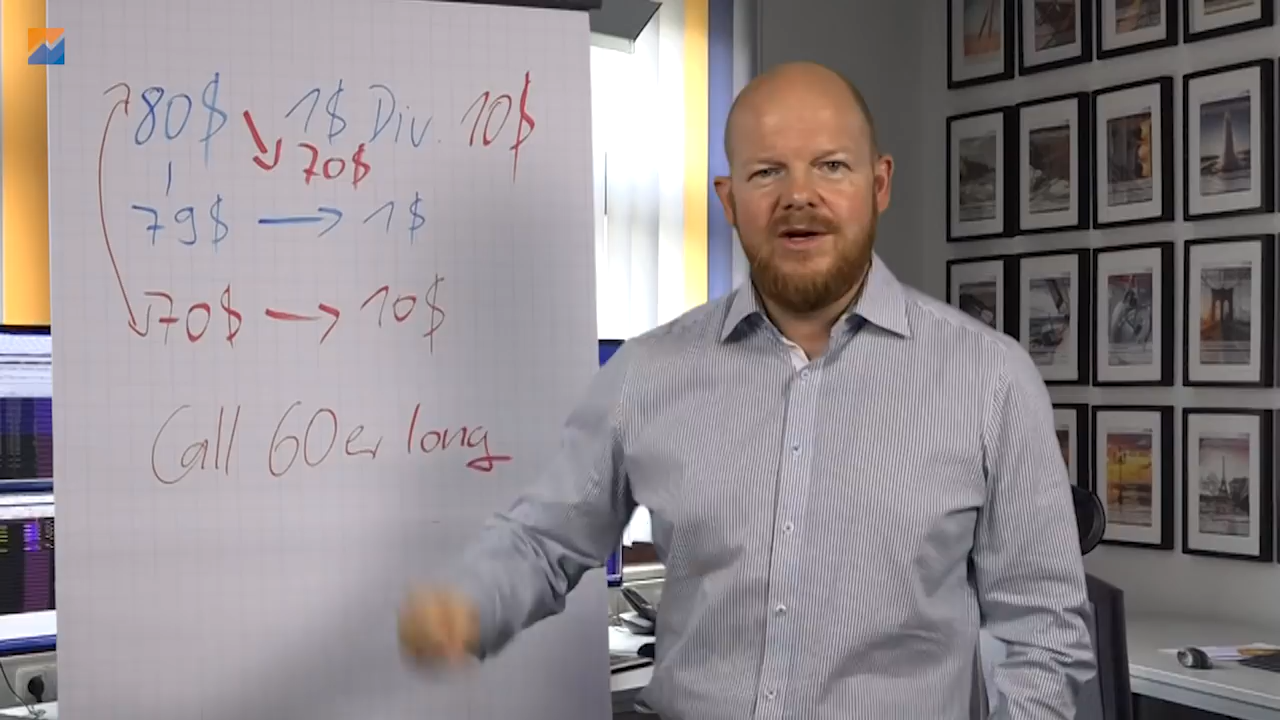 80$ 1$ Div. 10$
70$
79$ → 1$
70$ → 10$
Call 60er long